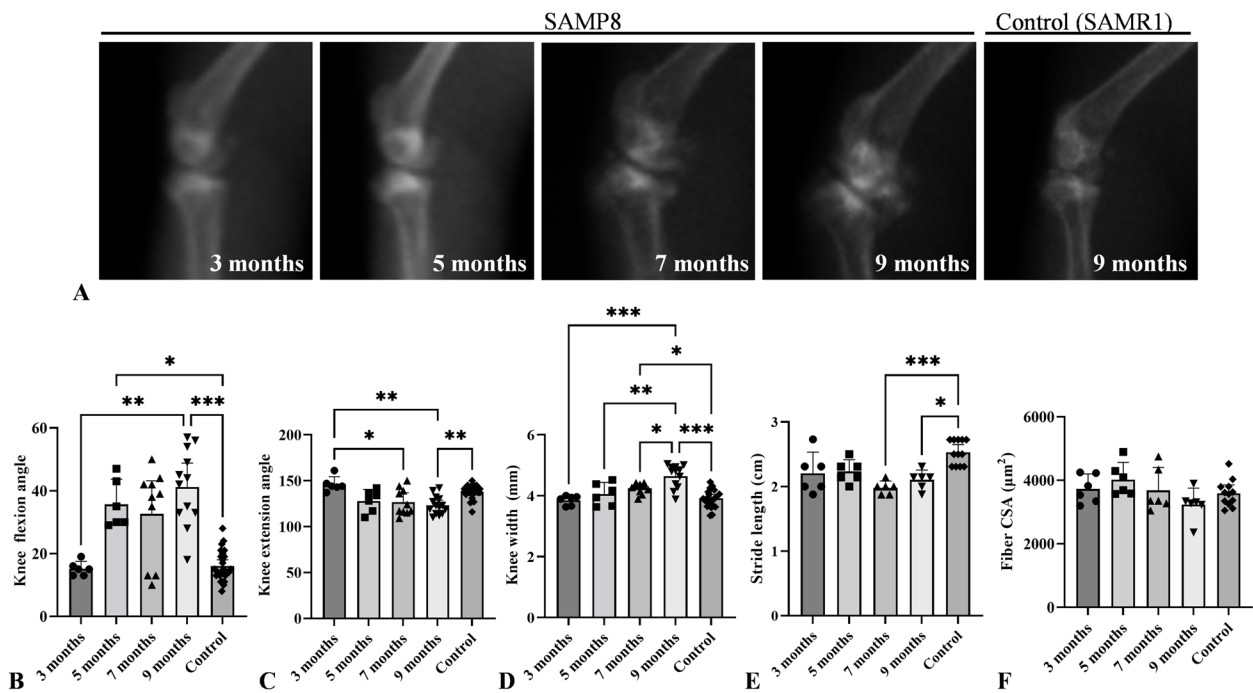 SAMP8 Control (SAMR1)
3 months 5 months 7 months 9 months 9 months
A
Knee flexion angle
60
40
20
0
* ** ***
3 months 5 months 7 months 9 months Control
B
Knee extension angle
200
150
100
50
0
** * **
3 months 5 months 7 months 9 months Control
C
Knee width (mm)
6
4
2
0
*** * ** * ***
3 months 5 months 7 months 9 months Control
D
Stride length (cm)
3
2
1
0
*** *
3 months 5 months 7 months 9 months Control
E
Fiber CSA (μm²)
6000
4000
2000
0
3 months 5 months 7 months 9 months Control
F